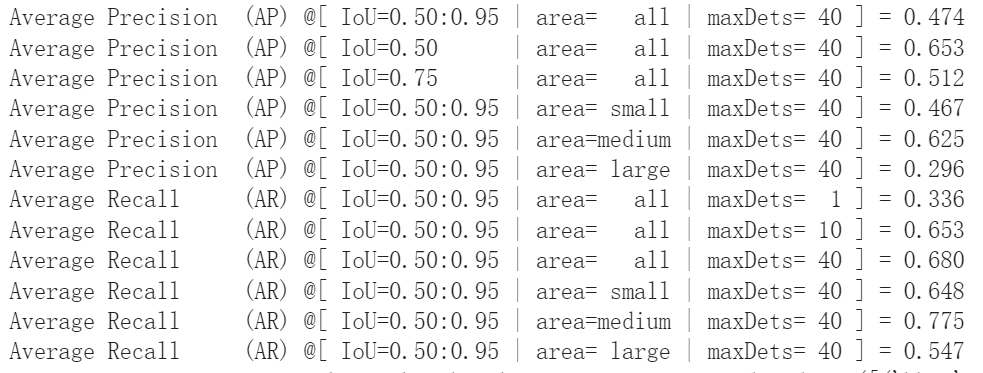 Average Precision  (AP) @[ IoU=0.50:0.95 | area=   all | maxDets= 40 ] = 0.474
Average Precision  (AP) @[ IoU=0.50      | area=   all | maxDets= 40 ] = 0.653
Average Precision  (AP) @[ IoU=0.75      | area=   all | maxDets= 40 ] = 0.512
Average Precision  (AP) @[ IoU=0.50:0.95 | area= small | maxDets= 40 ] = 0.467
Average Precision  (AP) @[ IoU=0.50:0.95 | area=medium | maxDets= 40 ] = 0.625
Average Precision  (AP) @[ IoU=0.50:0.95 | area= large | maxDets= 40 ] = 0.296
Average Recall     (AR) @[ IoU=0.50:0.95 | area=   all | maxDets=  1 ] = 0.336
Average Recall     (AR) @[ IoU=0.50:0.95 | area=   all | maxDets= 10 ] = 0.653
Average Recall     (AR) @[ IoU=0.50:0.95 | area=   all | maxDets= 40 ] = 0.680
Average Recall     (AR) @[ IoU=0.50:0.95 | area= small | maxDets= 40 ] = 0.648
Average Recall     (AR) @[ IoU=0.50:0.95 | area=medium | maxDets= 40 ] = 0.775
Average Recall     (AR) @[ IoU=0.50:0.95 | area= large | maxDets= 40 ] = 0.547